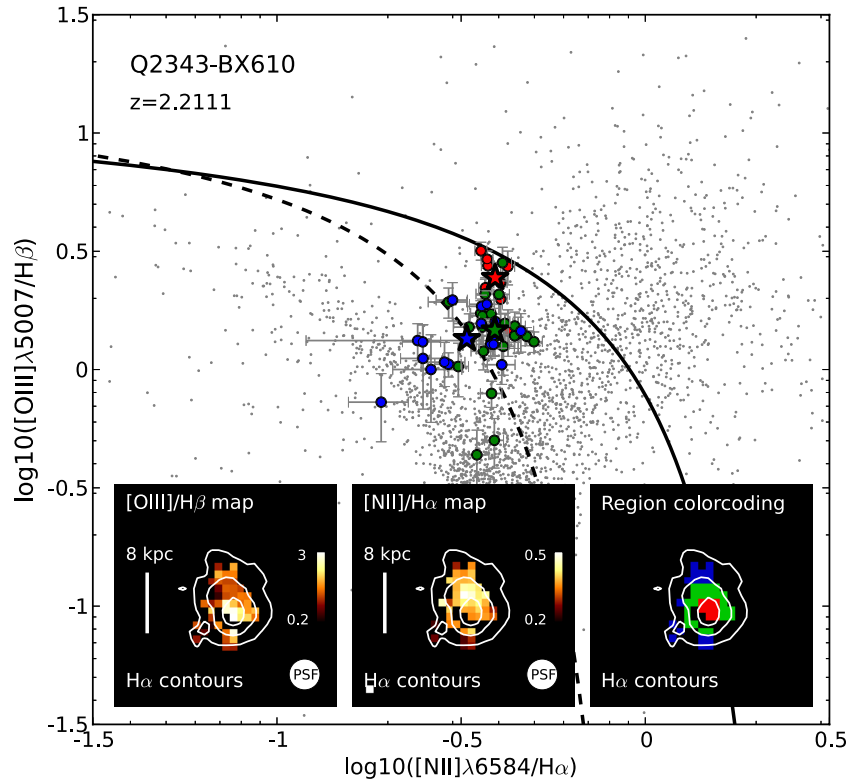 1.5
Q2343-BX610
z=2.2111
1
0.5
0
-0.5
-1
-1.5
log10([OIII]λ5007/Hβ)
[OIII]/Hβ map
8 kpc
3
0.2
PSF
Hα contours
[NII]/Hα map
8 kpc
0.5
0.2
PSF
Hα contours
Region colorcoding
Hα contours
-1.5 -1 -0.5 0 0.5
log10([NII]λ6584/Hα)